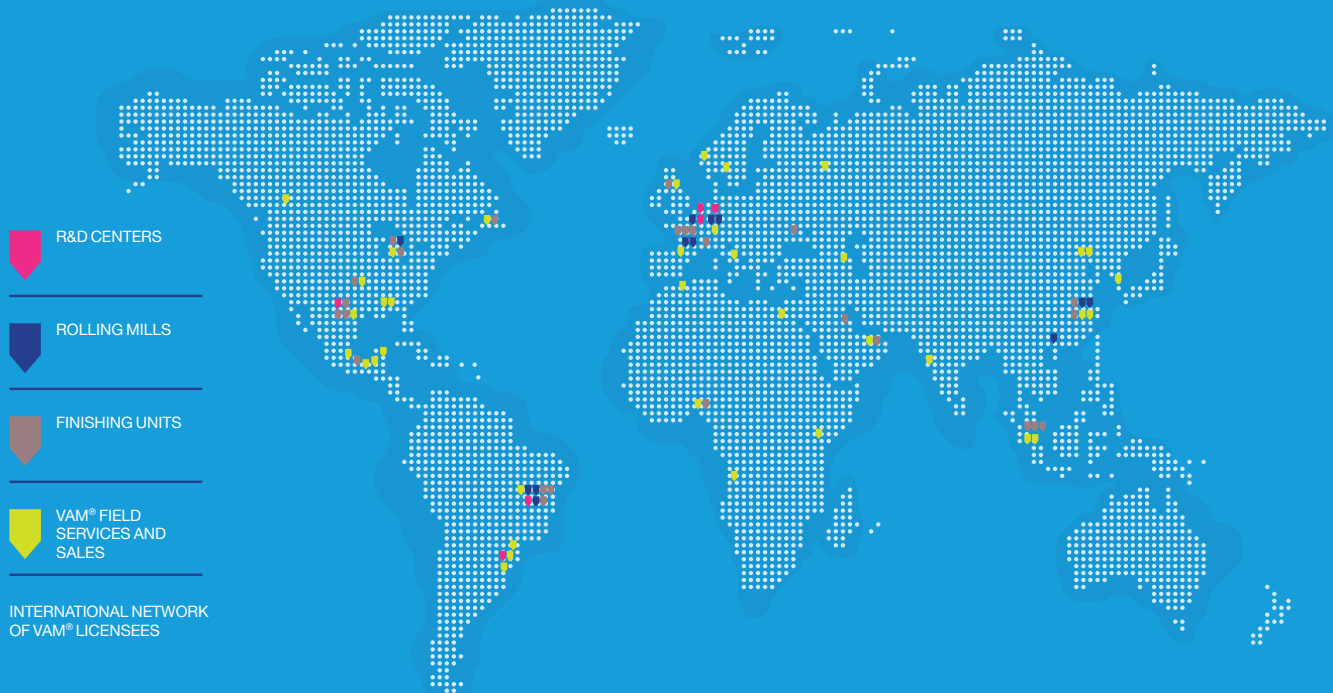 R&D CENTERS
ROLLING MILLS
FINISHING UNITS
VAM® FIELD
SERVICES AND
SALES
INTERNATIONAL NETWORK
OF VAM® LICENSEES